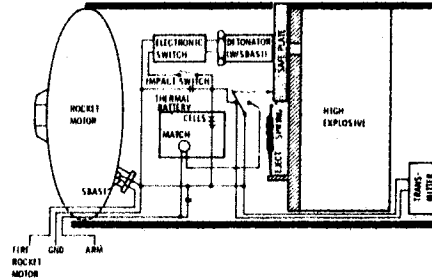 ELECTRONIC
SWITCH
DETONATOR
(W/SBASI)
SAFE PLATE
IMPACT SWITCH
THERMAL
BATTERY
CELLS
MATCH
ROCKET
MOTOR
EJECT SPRING
HIGH
EXPLOSIVE
SBASI
TRANS-
MITTER
FIRE
ROCKET
MOTOR
GND
ARM